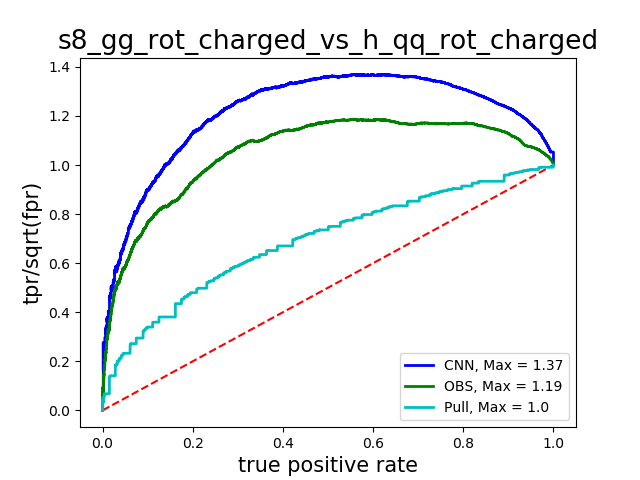 s8_gg_rot_charged_vs_h_qq_rot_charged
tpr/sqrt(fpr)
1.4
1.2
1.0
0.8
0.6
0.4
0.2
0.0
CNN, Max = 1.37
OBS, Max = 1.19
Pull, Max = 1.0
0.0 0.2 0.4 0.6 0.8 1.0
true positive rate